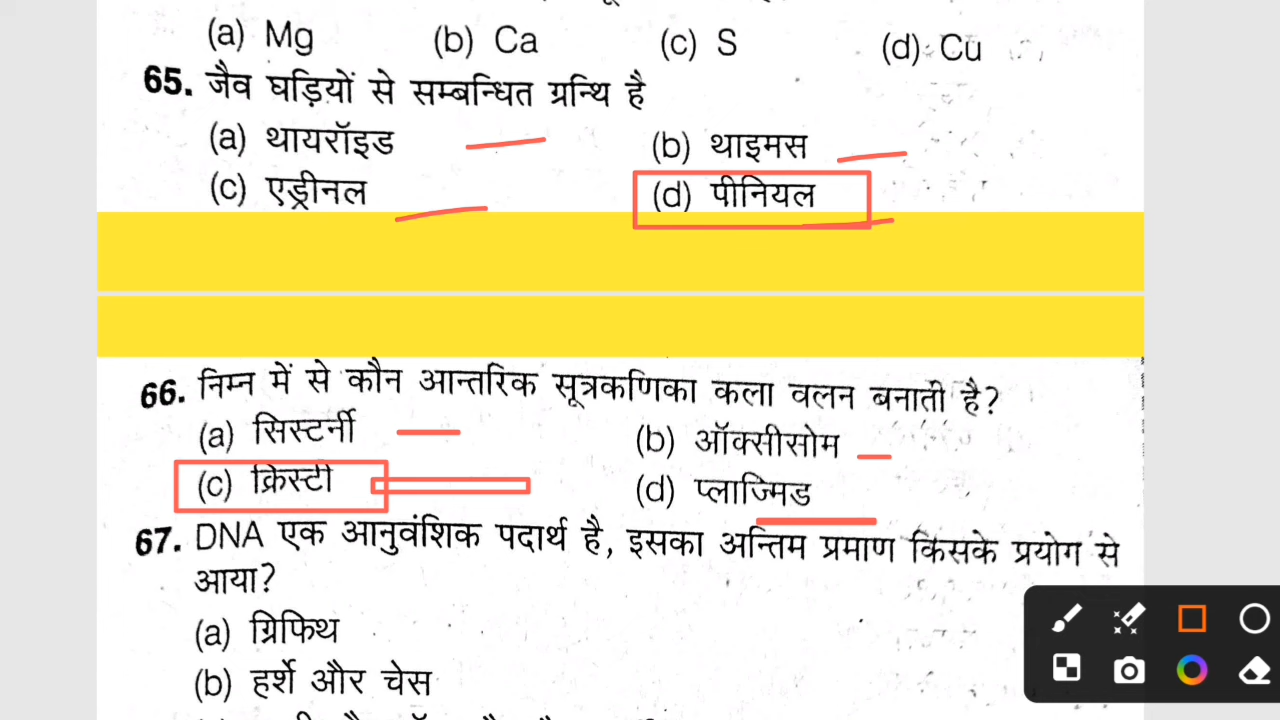 (a) Mg (b) Ca (c) S (d) Cu
65. जैव घड़ियों से सम्बन्धित ग्रन्थि है
(a) थायरॉइड (b) थाइमस
(c) एड्रीनल (d) पीनियल
66. निम्न में से कौन आन्तरिक सूत्रकणिका कला वलन बनाती है?
(a) सिस्टर्नी (b) ऑक्सीसोम
(c) क्रिस्टी (d) प्लाज्मिड
67. DNA एक आनुवंशिक पदार्थ है, इसका अन्तिम प्रमाण किसके प्रयोग से
आया?
(a) ग्रिफिथ
(b) हर्शे और चेस